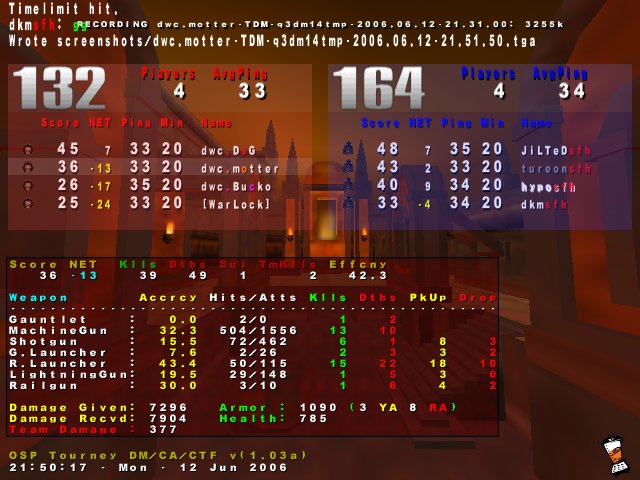 Timelimit hit.
dkmsfh: gg
RECORDING dwc.motter-TDM-q3dm14tmp-2006.06.12-21.31.00: 3255k
Wrote screenshots/dwc.motter-TDM-q3dm14tmp-2006.06.12-21.51.50.tga
132 Players AvgPing 4 33
164 Players AvgPing 4 34
Score NET Ping Min Name
45 7 33 20 dwc.DyG
36 -13 33 20 dwc.motter
26 -17 35 20 dwc.Bucko
25 -24 33 20 [WarLock]
Score NET Ping Min Name
48 7 35 20 JiLTeDsfh
43 2 33 20 tureonsfh
40 9 34 20 hyposfh
33 -4 34 20 dkmsfh
Score NET Klls Dths Sui TmKlls Effcny
36 -13 39 49 1 2 42.3
Weapon Accrcy Hits/Atts Klls Dths PkUp Drop
Gauntlet : 0.0 2/0 1 2
MachineGun : 32.3 504/1556 13 10
Shotgun : 15.5 72/462 6 1 8 3
G.Launcher : 7.6 2/26 2 3 3 2
R.Launcher : 43.4 50/115 15 22 18 10
LightningGun: 19.5 29/148 1 5 3 0
Railgun : 30.0 3/10 1 6 4 2
Damage Given: 7296 Armor : 1090 (3 YA 8 RA)
Damage Recvd: 7904 Health: 785
Team Damage : 377
OSP Tourney DM/CA/CTF v(1.03a)
21:50:17 - Mon - 12 Jun 2006